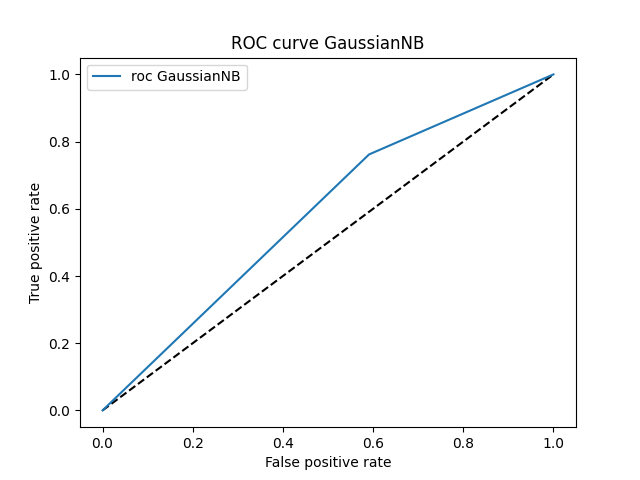 ROC curve GaussianNB
roc GaussianNB
True positive rate
1.0
0.8
0.6
0.4
0.2
0.0
0.0 0.2 0.4 0.6 0.8 1.0
False positive rate